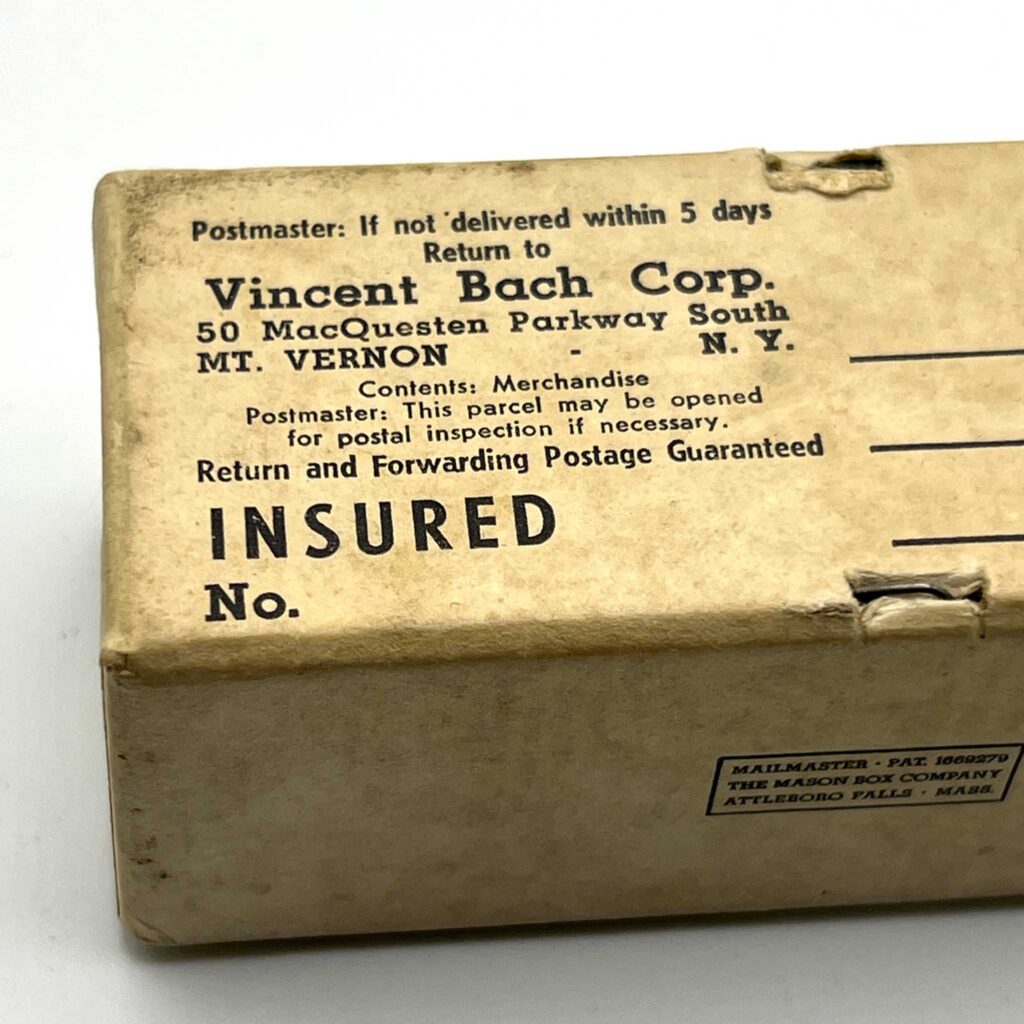 Postmaster: If not delivered within 5 days
Return to
Vincent Bach Corp.
50 MacQuesten Parkway South
MT. VERNON - N. Y.
Contents: Merchandise
Postmaster: This parcel may be opened
for postal inspection if necessary.
Return and Forwarding Postage Guaranteed
INSURED
No.
MAILMASTER · PAT. 1669279
THE MASON BOX COMPANY
ATTLEBORO FALLS · MASS.